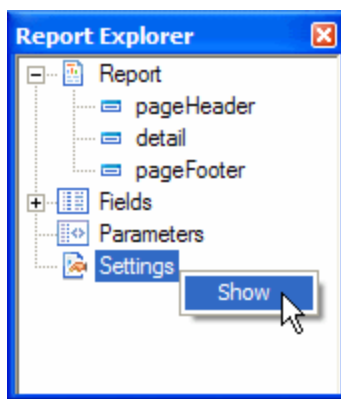 Report Explorer
Report
pageHeader
detail
pageFooter
Fields
Parameters
Settings
Show